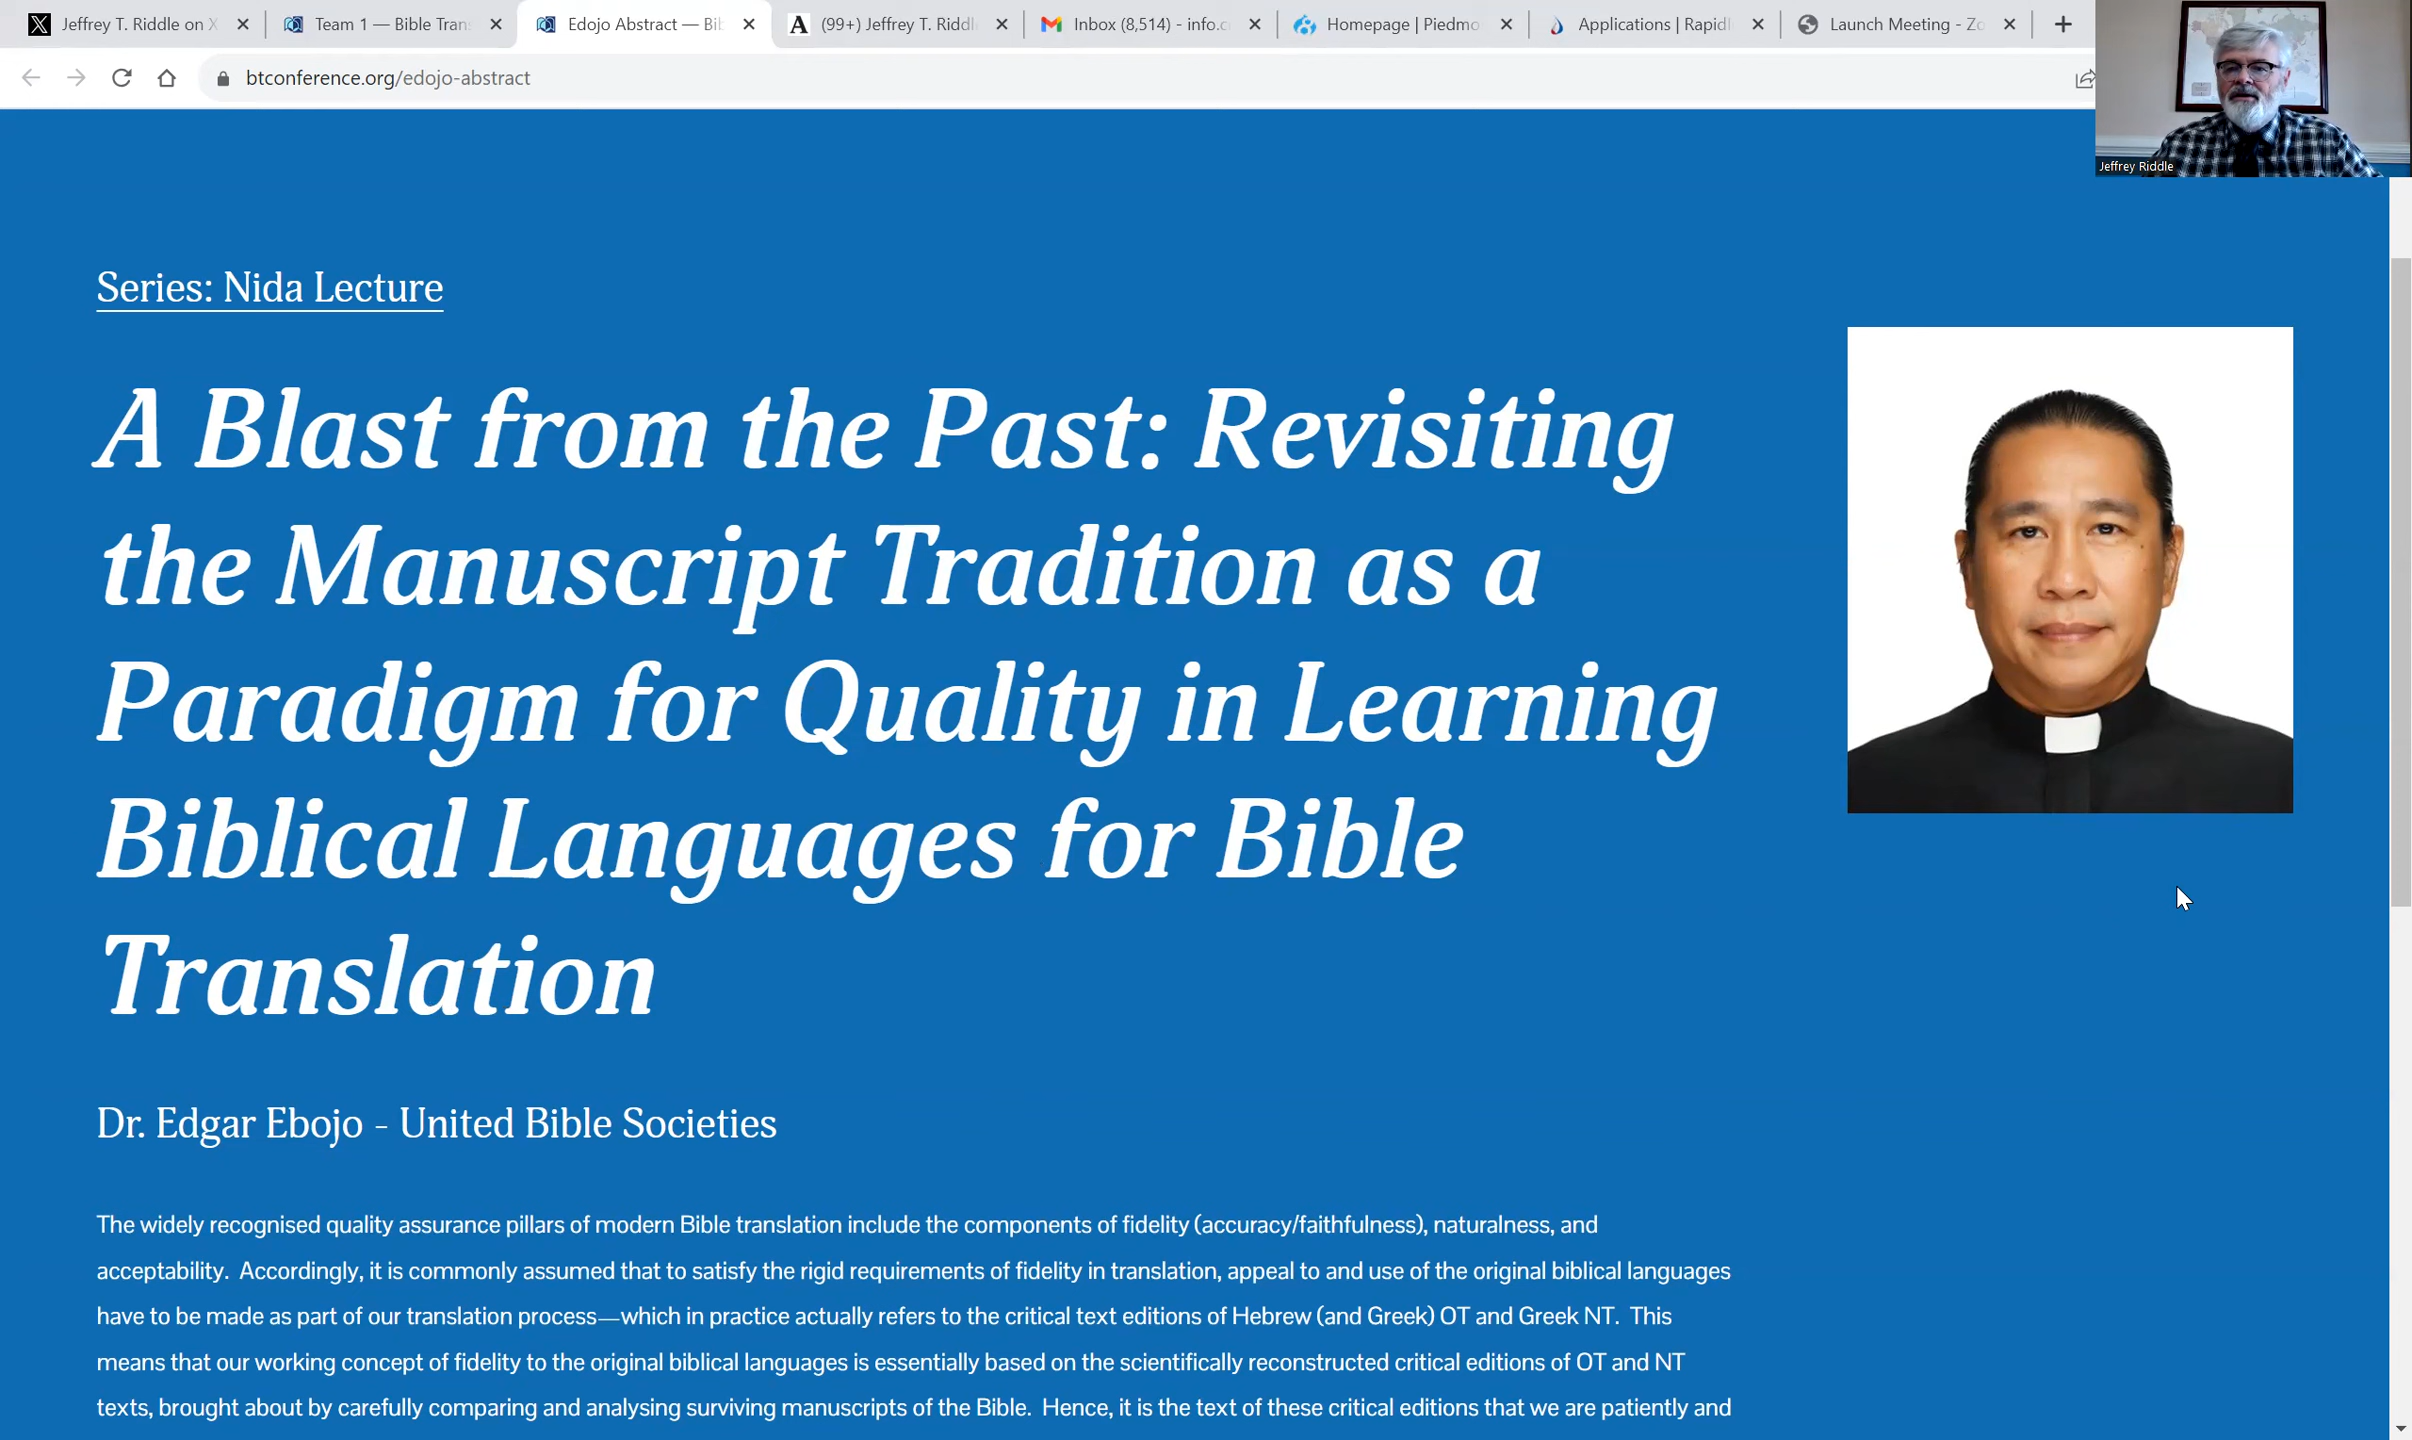 Jeffrey T. Riddle on X
Team 1 — Bible Tran
Edojo Abstract — Bib
(99+) Jeffrey T. Riddl
Inbox (8,514) - info.c
Homepage | Piedmo
Applications | Rapidl
Launch Meeting - Zo
btconference.org/edojo-abstract
Jeffrey Riddle
Series: Nida Lecture
A Blast from the Past: Revisiting
the Manuscript Tradition as a
Paradigm for Quality in Learning
Biblical Languages for Bible
Translation
Dr. Edgar Ebojo - United Bible Societies
The widely recognised quality assurance pillars of modern Bible translation include the components of fidelity (accuracy/faithfulness), naturalness, and
acceptability.  Accordingly, it is commonly assumed that to satisfy the rigid requirements of fidelity in translation, appeal to and use of the original biblical languages
have to be made as part of our translation process—which in practice actually refers to the critical text editions of Hebrew (and Greek) OT and Greek NT.  This
means that our working concept of fidelity to the original biblical languages is essentially based on the scientifically reconstructed critical editions of OT and NT
texts, brought about by carefully comparing and analysing surviving manuscripts of the Bible.  Hence, it is the text of these critical editions that we are patiently and